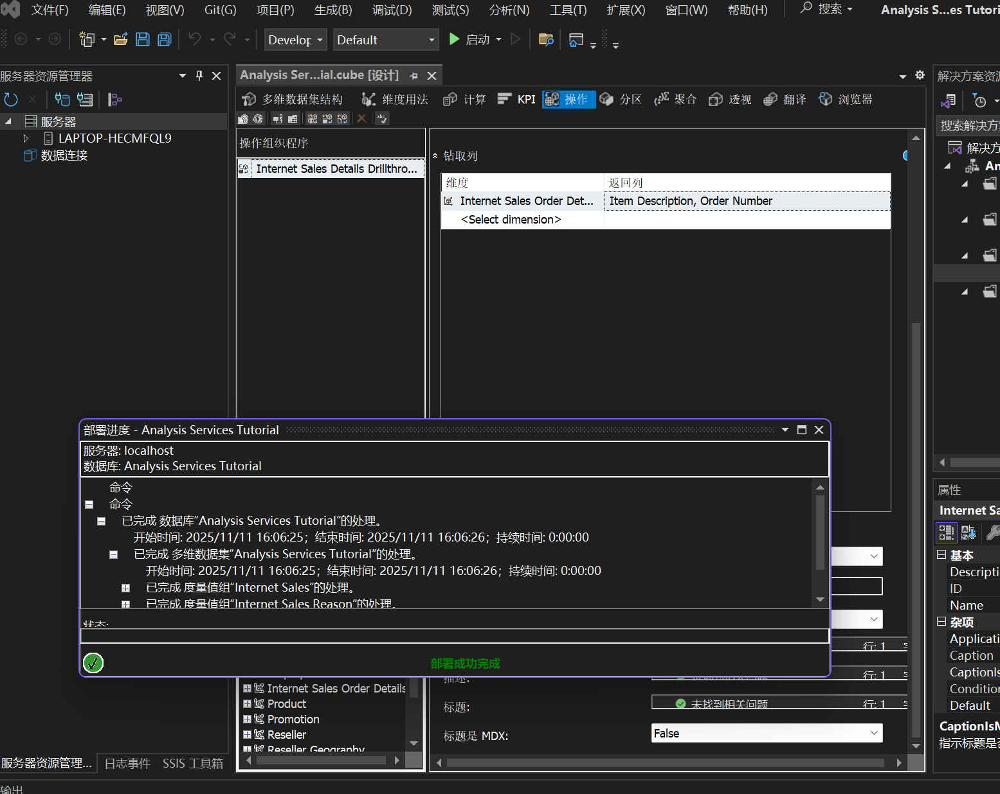 文件(F) 编辑(E) 视图(V) Git(G) 项目(P) 生成(B) 调试(D) 测试(S) 分析(N) 工具(T) 扩展(X) 窗口(W) 帮助(H) 搜索 Analysis S...es Tutori
Develop Default 启动
服务器资源管理器
服务器
LAPTOP-HECMFQL9
数据连接
Analysis Ser...ial.cube [设计]
多维数据集结构 维度用法 计算 KPI 操作 分区 聚合 透视 翻译 浏览器
操作组织程序
Internet Sales Details Drillthro...
钻取列
维度 返回列
Internet Sales Order Det... Item Description, Order Number
<Select dimension>
解决方案资源
搜索解决方
解决方
An
部署进度 - Analysis Services Tutorial
服务器: localhost
数据库: Analysis Services Tutorial
命令
命令
已完成 数据库“Analysis Services Tutorial”的处理。
开始时间: 2025/11/11 16:06:25；结束时间: 2025/11/11 16:06:26；持续时间: 0:00:00
已完成 多维数据集“Analysis Services Tutorial”的处理。
开始时间: 2025/11/11 16:06:25；结束时间: 2025/11/11 16:06:26；持续时间: 0:00:00
已完成 度量值组“Internet Sales”的处理。
已完成 度量值组“Internet Sales Reason”的处理。
状态:
部署成功完成
行: 1
描述: 行: 1
标题: 未找到相关问题 行: 1
标题是 MDX: False
Internet Sales Order Details
Product
Promotion
Reseller
Reseller Geography
属性
Internet Sa
基本
Descripti
ID
Name
杂项
Applicati
Caption
CaptionIs
Condition
Default
CaptionIsM
指示标题是否
服务器资源管理... 日志事件 SSIS 工具箱
输出